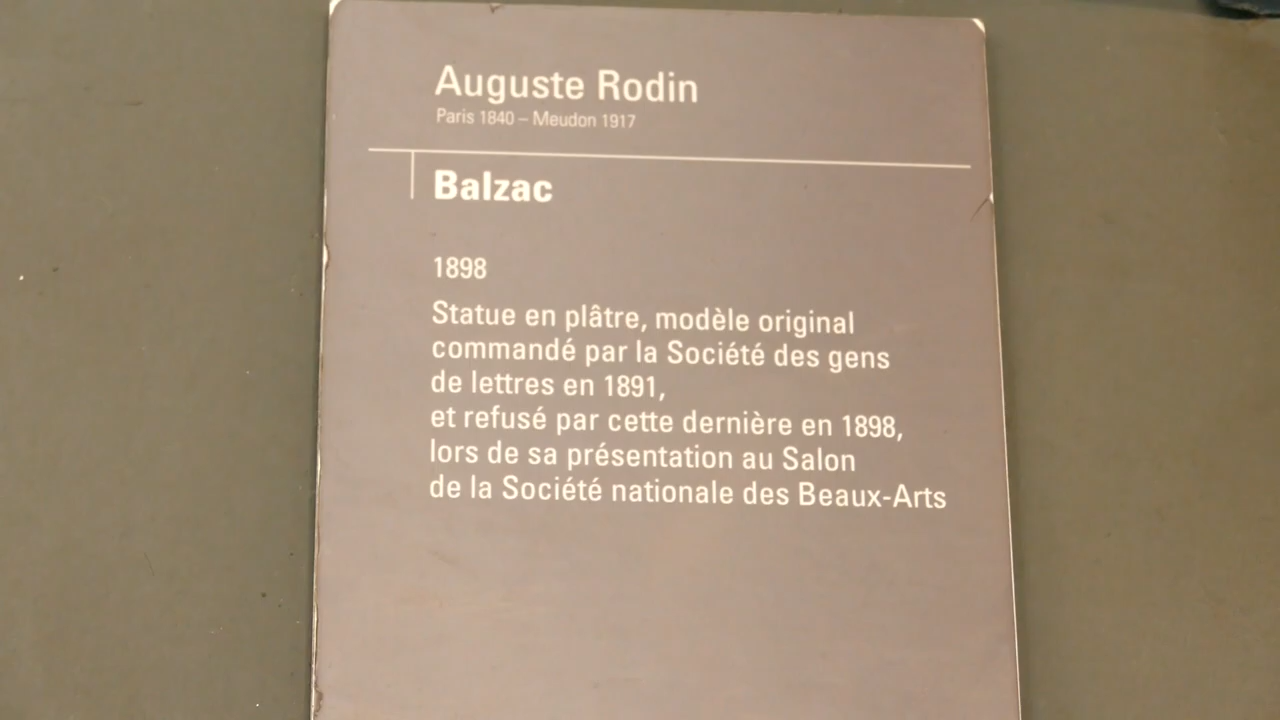 Auguste Rodin
Paris 1840 – Meudon 1917
Balzac
1898
Statue en plâtre, modèle original
commandé par la Société des gens
de lettres en 1891,
et refusé par cette dernière en 1898,
lors de sa présentation au Salon
de la Société nationale des Beaux-Arts